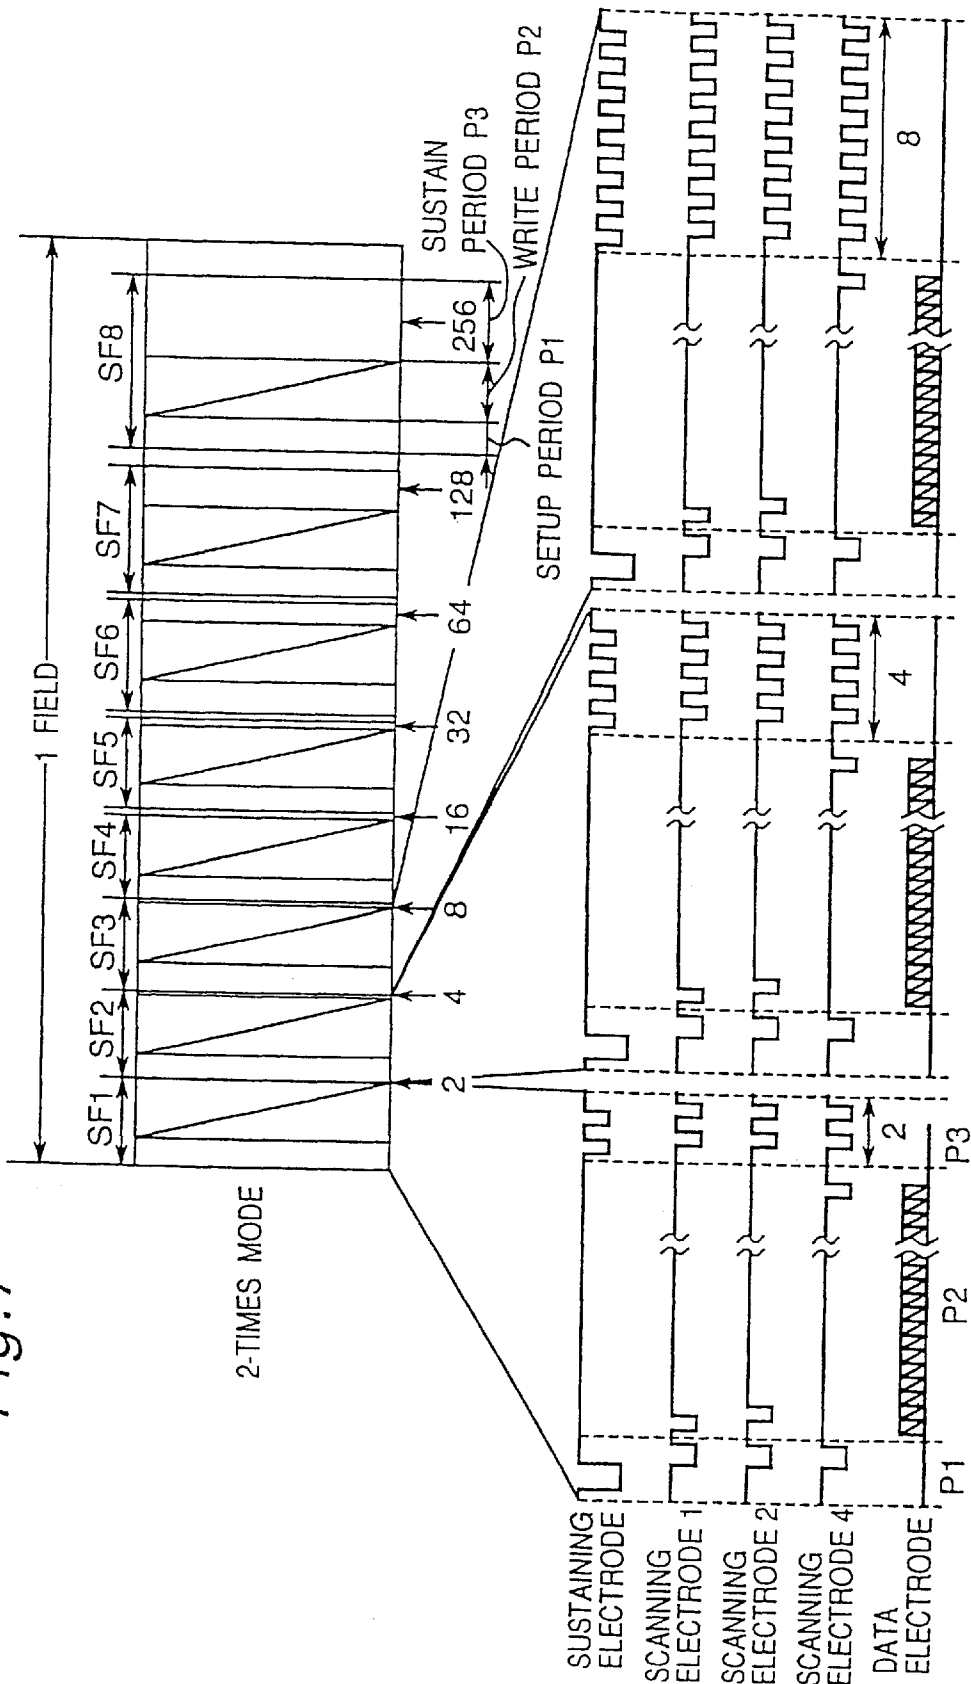 Fig.7
1 FIELD
SF1
SF2
SF3
SF4
SF5
SF6
SF7
SF8
2-TIMES MODE
2
4
8
16
32
64
128
256
SUSTAIN
PERIOD P3
WRITE PERIOD P2
SETUP PERIOD P1
SUSTAINING
ELECTRODE
SCANNING
ELECTRODE 1
SCANNING
ELECTRODE 2
SCANNING
ELECTRODE 4
DATA
ELECTRODE
2
4
8
P1
P2
P3